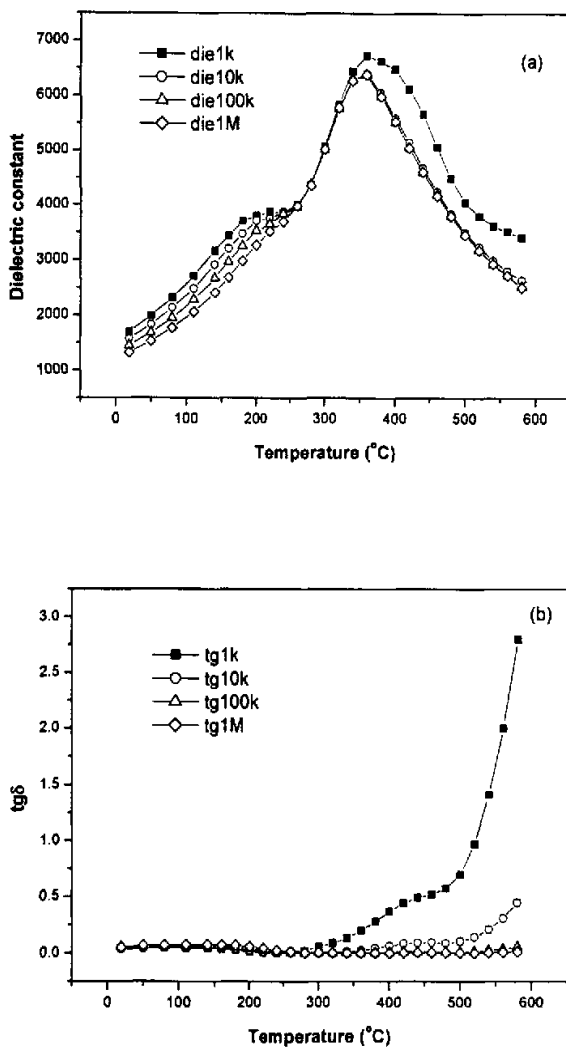 7000
6000
5000
4000
3000
2000
1000
Dielectric constant
die1k
die10k
die100k
die1M
(a)
0 100 200 300 400 500 600
Temperature (°C)
3.0
2.5
2.0
1.5
1.0
0.5
0.0
tgδ
tg1k
tg10k
tg100k
tg1M
(b)
0 100 200 300 400 500 600
Temperature (°C)